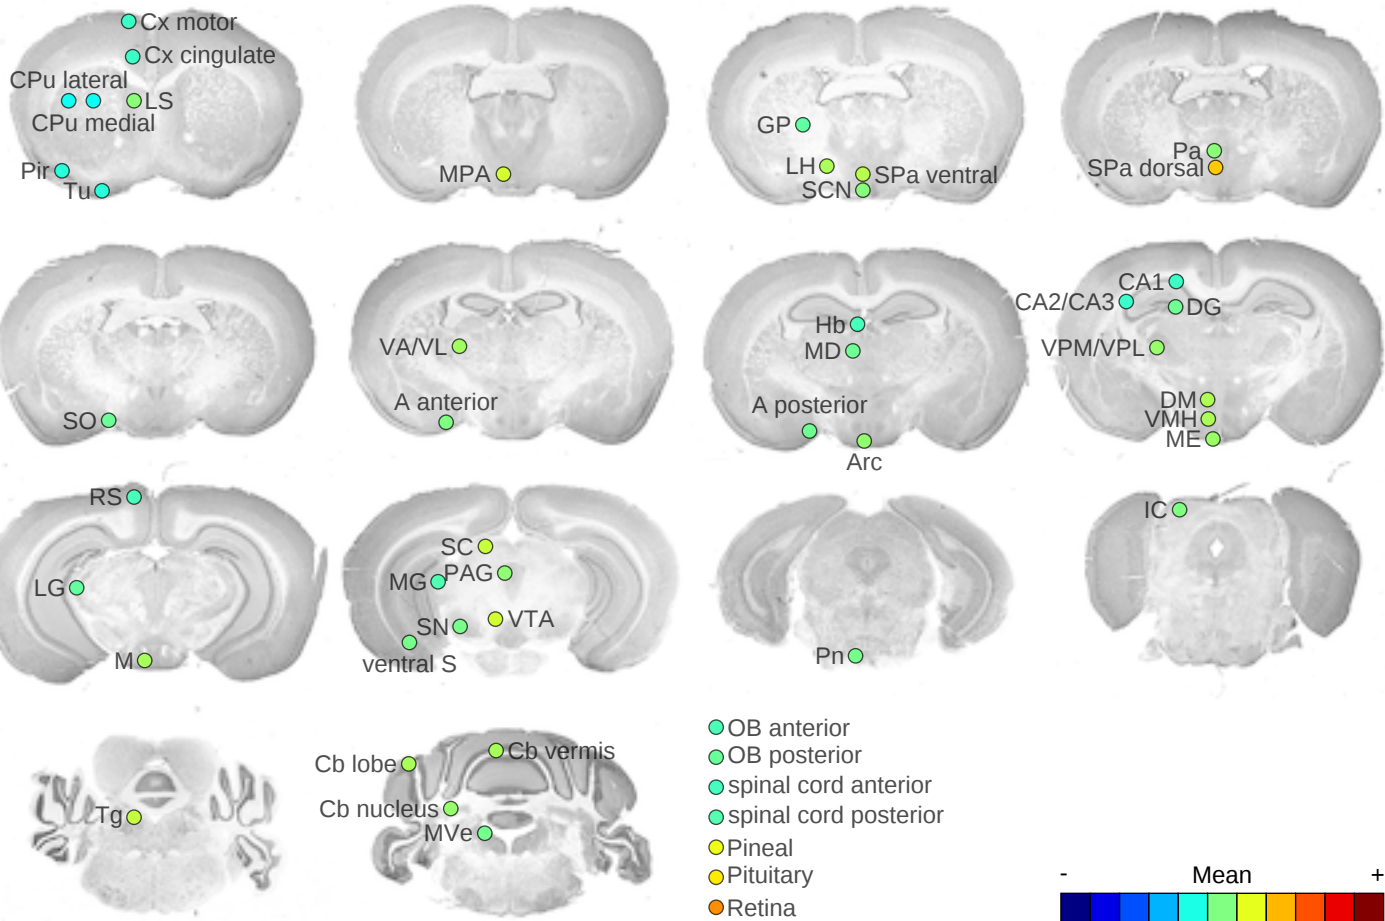 Cx motor
Cx cingulate
CPu lateral
LS
CPu medial
Pir
Tu
MPA
GP
LH
SPa ventral
SCN
Pa
SPa dorsal
SO
VA/VL
A anterior
Hb
MD
A posterior
Arc
CA1
CA2/CA3
DG
VPM/VPL
DM
VMH
ME
RS
LG
M
SC
MG
PAG
SN
VTA
ventral S
Pn
IC
Tg
Cb lobe
Cb vermis
Cb nucleus
MVe
OB anterior
OB posterior
spinal cord anterior
spinal cord posterior
Pineal
Pituitary
Retina
- Mean +